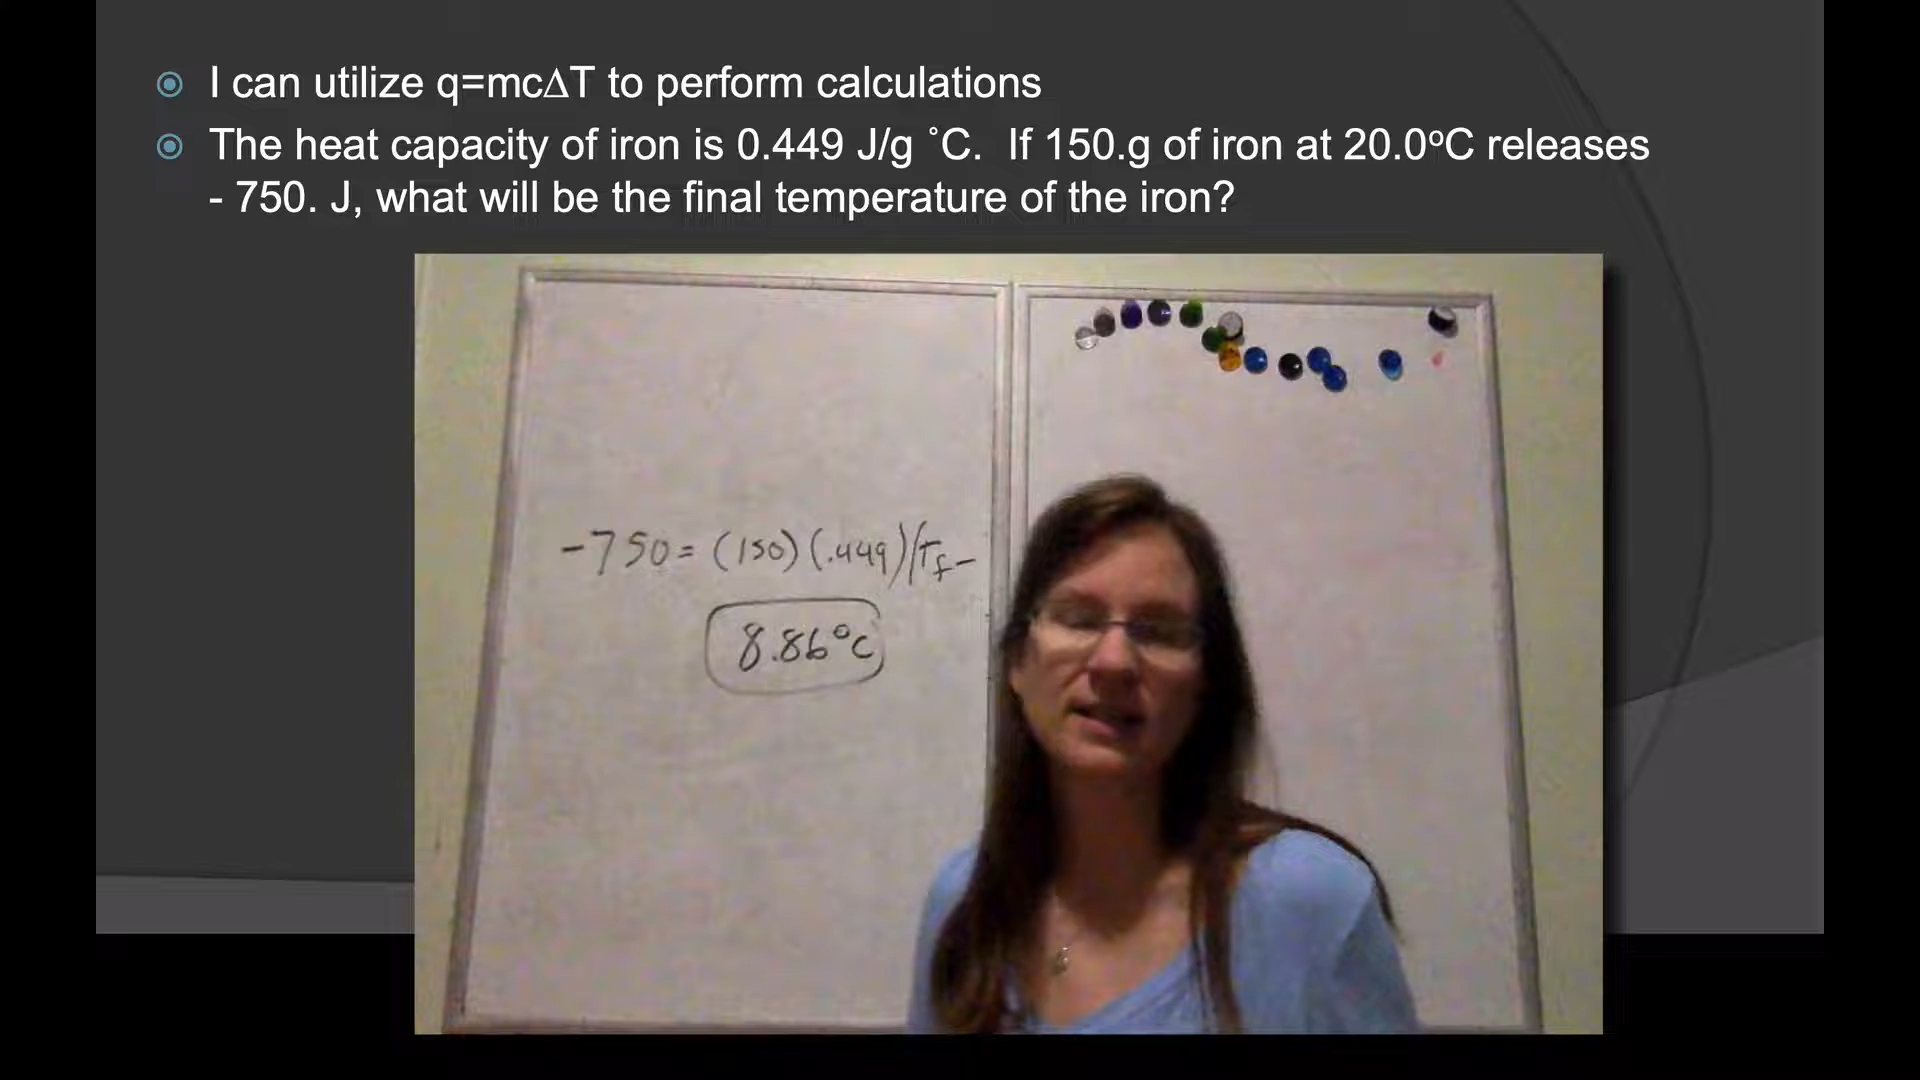 I can utilize q=mc∆T to perform calculations
The heat capacity of iron is 0.449 J/g ˚C. If 150.g of iron at 20.0ºC releases
- 750. J, what will be the final temperature of the iron?
-750 = (150)(.449)(Tf -
8.86°C